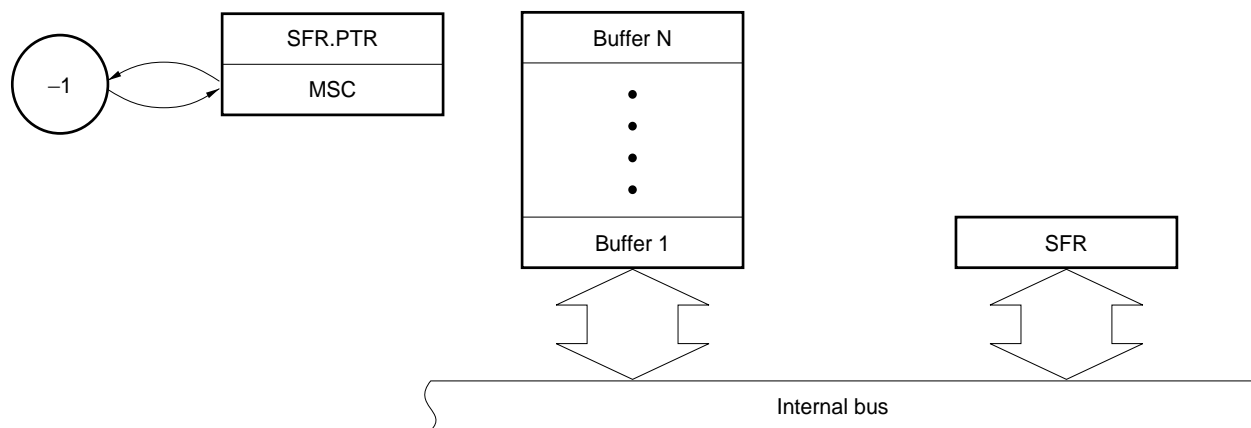 SFR.PTR
Buffer N
–1
MSC
Buffer 1
SFR
Internal bus